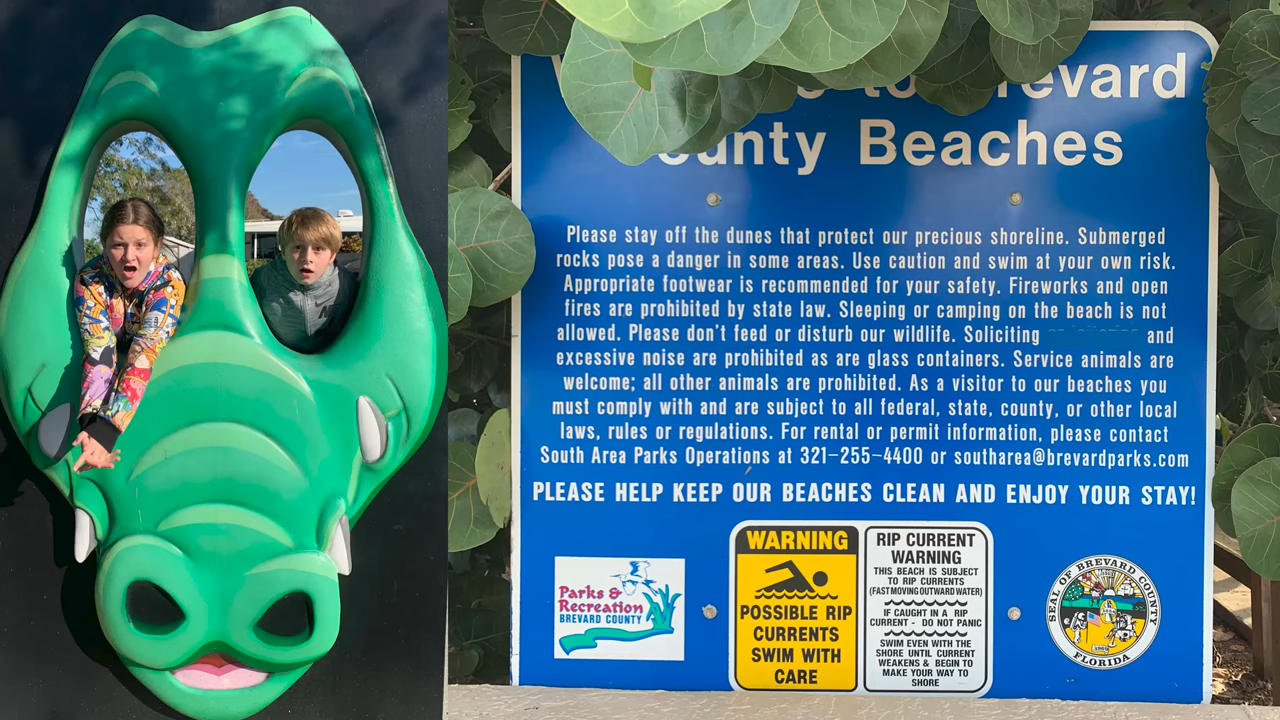 to Brevard
County Beaches
Please stay off the dunes that protect our precious shoreline. Submerged
rocks pose a danger in some areas. Use caution and swim at your own risk.
Appropriate footwear is recommended for your safety. Fireworks and open
fires are prohibited by state law. Sleeping or camping on the beach is not
allowed. Please don't feed or disturb our wildlife. Soliciting and
excessive noise are prohibited as are glass containers. Service animals are
welcome; all other animals are prohibited. As a visitor to our beaches you
must comply with and are subject to all federal, state, county, or other local
laws, rules or regulations. For rental or permit information, please contact
South Area Parks Operations at 321-255-4400 or southarea@brevardparks.com
PLEASE HELP KEEP OUR BEACHES CLEAN AND ENJOY YOUR STAY!
Parks &
Recreation
BREVARD COUNTY
WARNING
POSSIBLE RIP
CURRENTS
SWIM WITH
CARE
RIP CURRENT
WARNING
THIS BEACH IS SUBJECT
TO RIP CURRENTS
(FAST MOVING OUTWARD WATER)
IF CAUGHT IN A RIP
CURRENT - DO NOT PANIC
SWIM EVEN WITH THE
SHORE UNTIL CURRENT
WEAKENS & BEGIN TO
MAKE YOUR WAY TO
SHORE
SEAL OF BREVARD COUNTY
FLORIDA